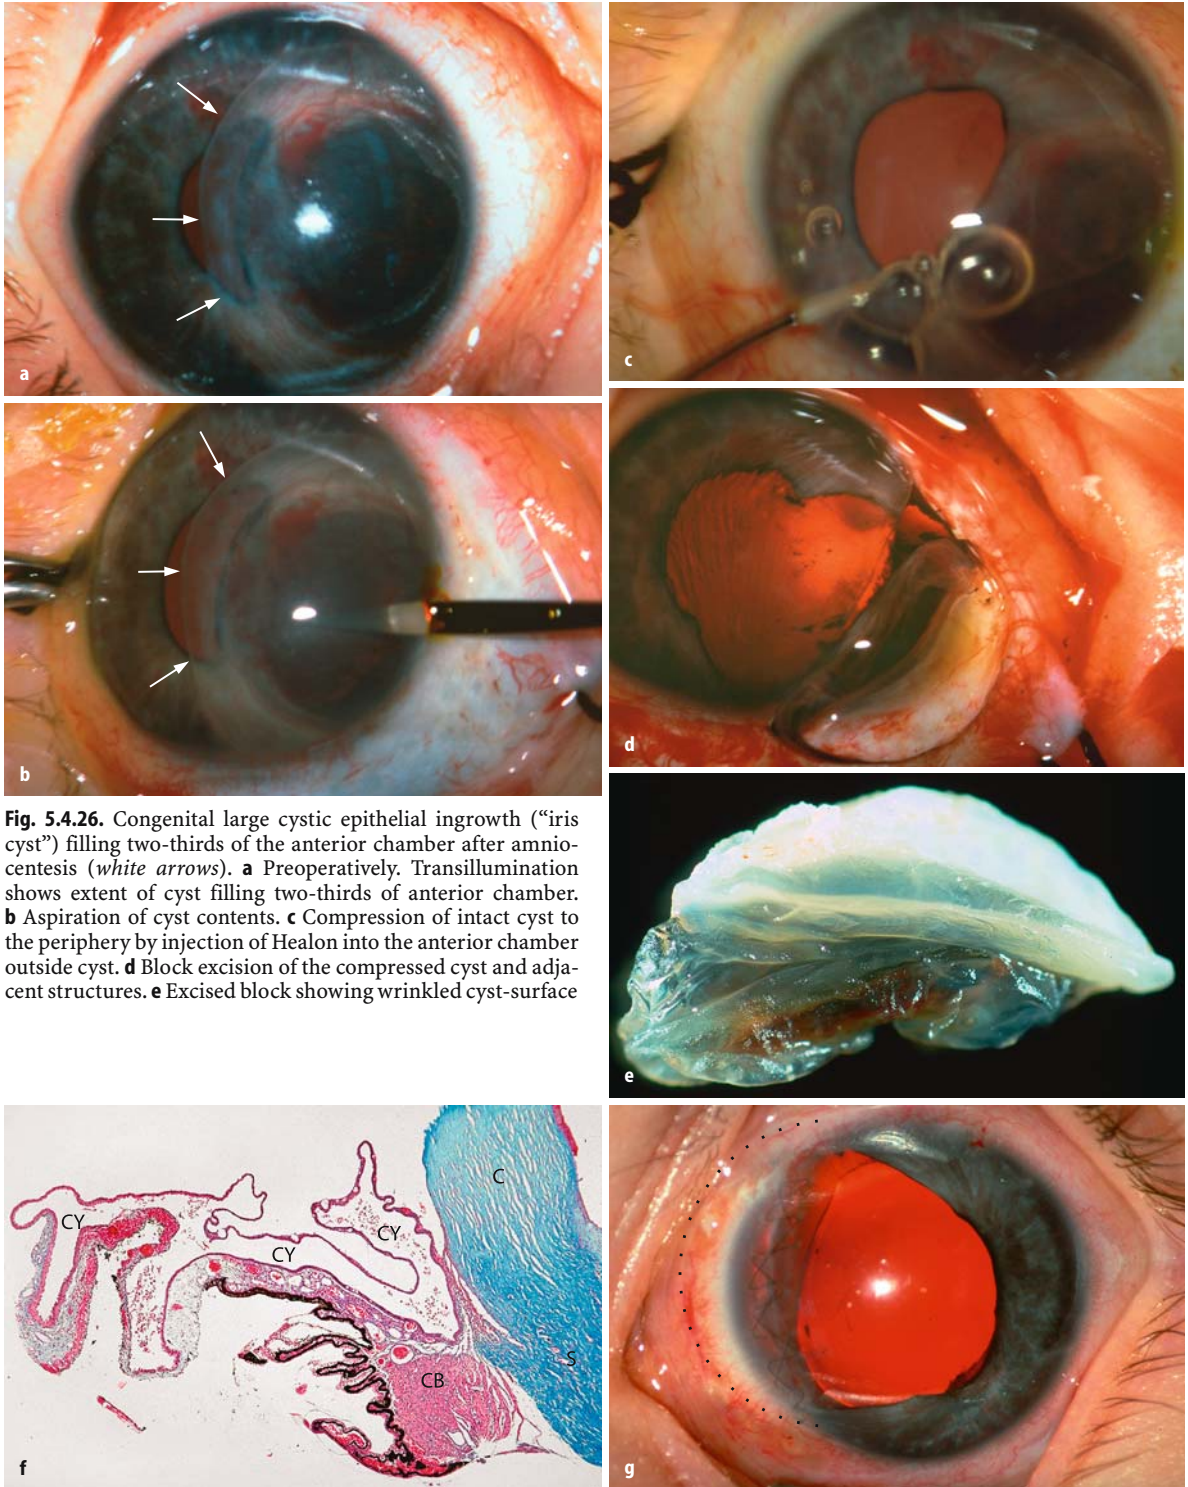 a
b
Fig. 5.4.26. Congenital large cystic epithelial ingrowth (“iris
cyst”) filling two-thirds of the anterior chamber after amnio-
centesis (white arrows). a Preoperatively. Transillumination
shows extent of cyst filling two-thirds of anterior chamber.
b Aspiration of cyst contents. c Compression of intact cyst to
the periphery by injection of Healon into the anterior chamber
outside cyst. d Block excision of the compressed cyst and adja-
cent structures. e Excised block showing wrinkled cyst-surface
c
d
e
C
CY
CY
CY
S
CB
f
g